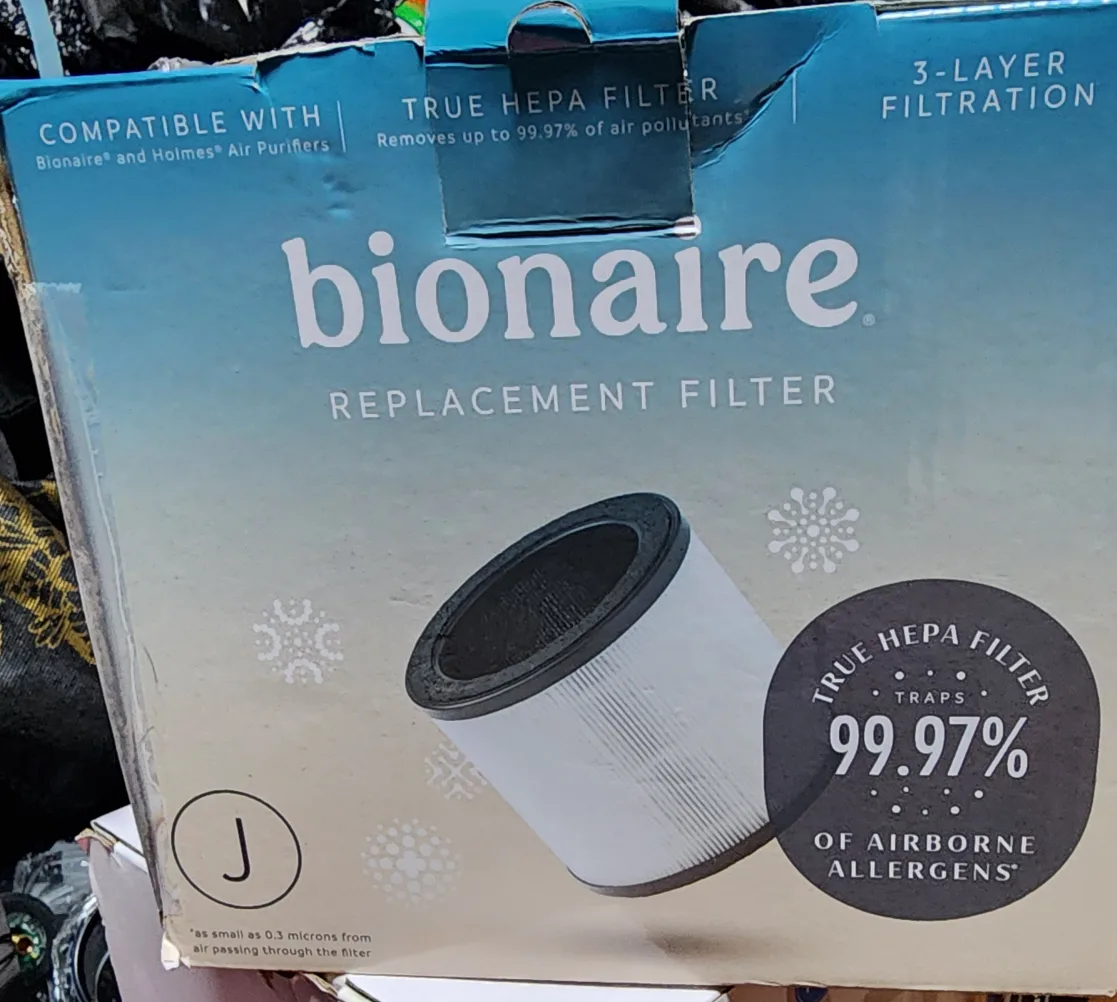 COMPATIBLE WITH
Bionaire® and Holmes® Air Purifiers
TRUE HEPA FILTER
Removes up to 99.97% of air pollutants*
3-LAYER
FILTRATION
bionaire®
REPLACEMENT FILTER
TRUE HEPA FILTER
TRAPS
99.97%
OF AIRBORNE
ALLERGENS*
J
*as small as 0.3 microns from
air passing through the filter